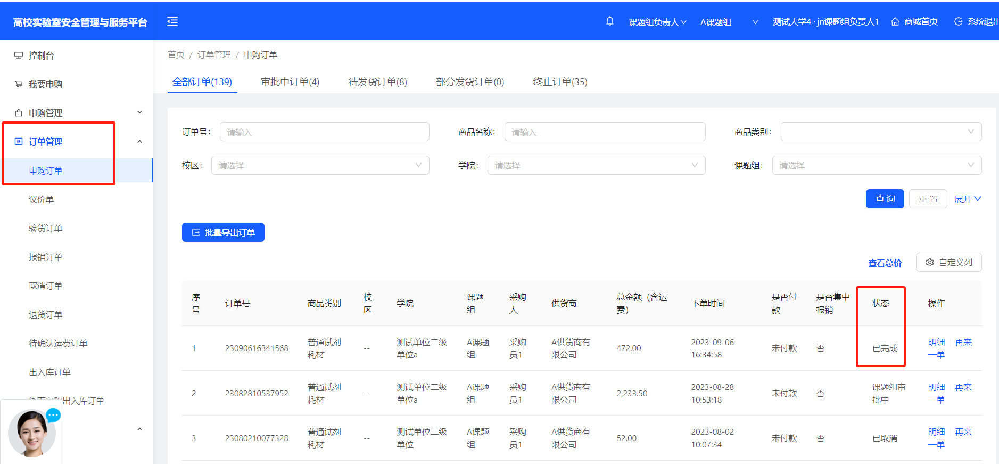 高校实验室安全管理与服务平台
课题组负责人
A课题组
测试大学4 · jn课题组负责人1
商城首页
系统退出
控制台
我要申购
申购管理
订单管理
申购订单
议价单
验货订单
报销订单
取消订单
退货订单
待确认运费订单
出入库订单
出入库订单
首页 / 订单管理 / 申购订单
全部订单(139)
审批中订单(4)
待发货订单(8)
部分发货订单(0)
终止订单(35)
订单号: 请输入
商品名称: 请输入
商品类别:
校区: 请选择
学院: 请选择
课题组: 请选择
查 询
重 置
展开
批量导出订单
查看总价
自定义列
序号 订单号 商品类别 校区 学院 课题组 采购人 供货商 总金额（含运费） 下单时间 是否付款 是否集中报销 状态 操作
1 23090616341568 普通试剂耗材 -- 测试单位二级单位a A课题组 采购员1 A供货商有限公司 472.00 2023-09-06 16:34:58 未付款 否 已完成 明细 再来一单
2 23082810537952 普通试剂耗材 -- 测试单位二级单位a A课题组 采购员1 A供货商有限公司 2,233.50 2023-08-28 10:53:18 未付款 否 课题组审批中 明细 再来一单
3 23080210077328 普通试剂耗材 -- 测试单位二级单位 A课题组 采购员1 A供货商有限公司 52.00 2023-08-02 10:07:34 未付款 否 已取消 明细 再来一单